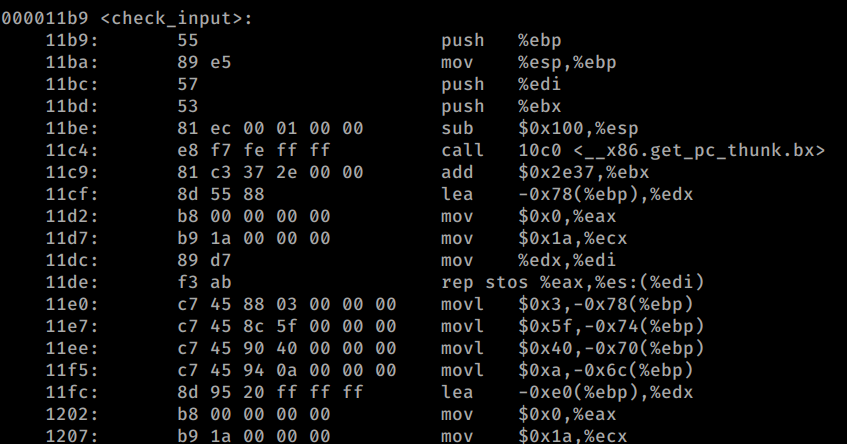 000011b9 <check_input>:
11b9: 55 push %ebp
11ba: 89 e5 mov %esp,%ebp
11bc: 57 push %edi
11bd: 53 push %ebx
11be: 81 ec 00 01 00 00 sub $0x100,%esp
11c4: e8 f7 fe ff ff call 10c0 <__x86.get_pc_thunk.bx>
11c9: 81 c3 37 2e 00 00 add $0x2e37,%ebx
11cf: 8d 55 88 lea -0x78(%ebp),%edx
11d2: b8 00 00 00 00 mov $0x0,%eax
11d7: b9 1a 00 00 00 mov $0x1a,%ecx
11dc: 89 d7 mov %edx,%edi
11de: f3 ab rep stos %eax,%es:(%edi)
11e0: c7 45 88 03 00 00 00 movl $0x3,-0x78(%ebp)
11e7: c7 45 8c 5f 00 00 00 movl $0x5f,-0x74(%ebp)
11ee: c7 45 90 40 00 00 00 movl $0x40,-0x70(%ebp)
11f5: c7 45 94 0a 00 00 00 movl $0xa,-0x6c(%ebp)
11fc: 8d 95 20 ff ff ff lea -0xe0(%ebp),%edx
1202: b8 00 00 00 00 mov $0x0,%eax
1207: b9 1a 00 00 00 mov $0x1a,%ecx